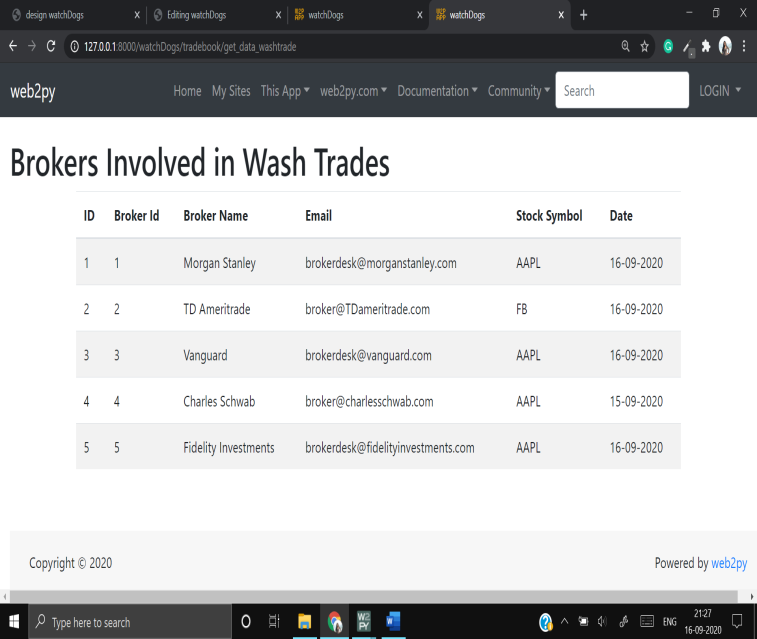 design watchDogs Editing watchDogs watchDogs watchDogs
127.0.0.1:8000/watchDogs/tradebook/get_data_washtrade
web2py Home My Sites This App web2py.com Documentation Community Search LOGIN
Brokers Involved in Wash Trades
ID Broker Id Broker Name Email Stock Symbol Date
1 1 Morgan Stanley brokerdesk@morganstanley.com AAPL 16-09-2020
2 2 TD Ameritrade broker@TDameritrade.com FB 16-09-2020
3 3 Vanguard brokerdesk@vanguard.com AAPL 16-09-2020
4 4 Charles Schwab broker@charlesschwab.com AAPL 15-09-2020
5 5 Fidelity Investments brokerdesk@fidelityinvestments.com AAPL 16-09-2020
Copyright © 2020 Powered by web2py
Type here to search ENG 21:27
16-09-2020